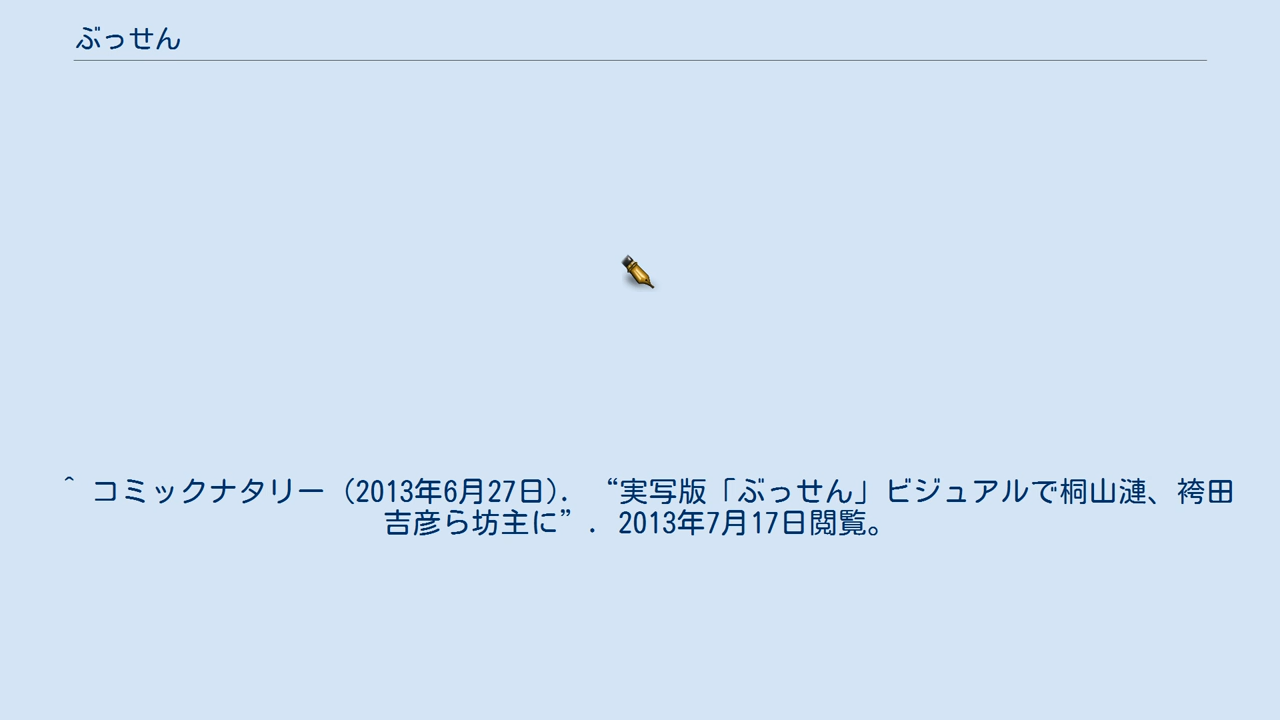 ぶっせん
^ コミックナタリー (2013年6月27日). “実写版「ぶっせん」ビジュアルで桐山漣、袴田
吉彦ら坊主に”. 2013年7月17日閲覧。